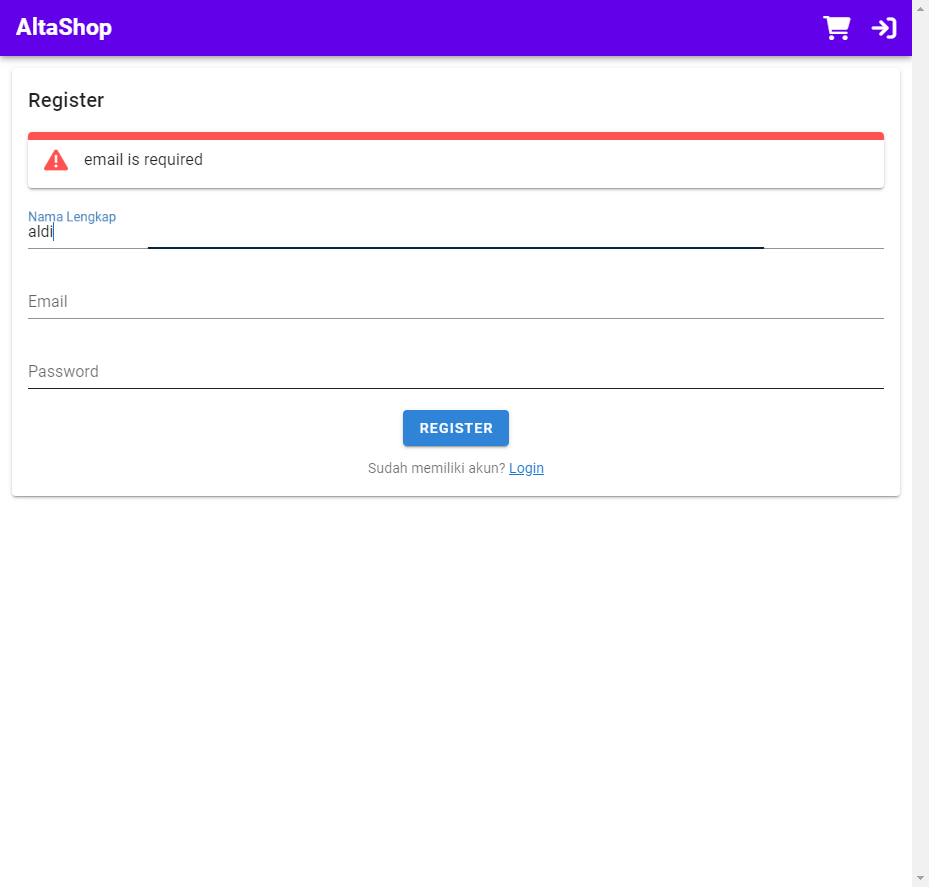 AltaShop
Register
email is required
Nama Lengkap
aldi
Email
Password
REGISTER
Sudah memiliki akun? Login